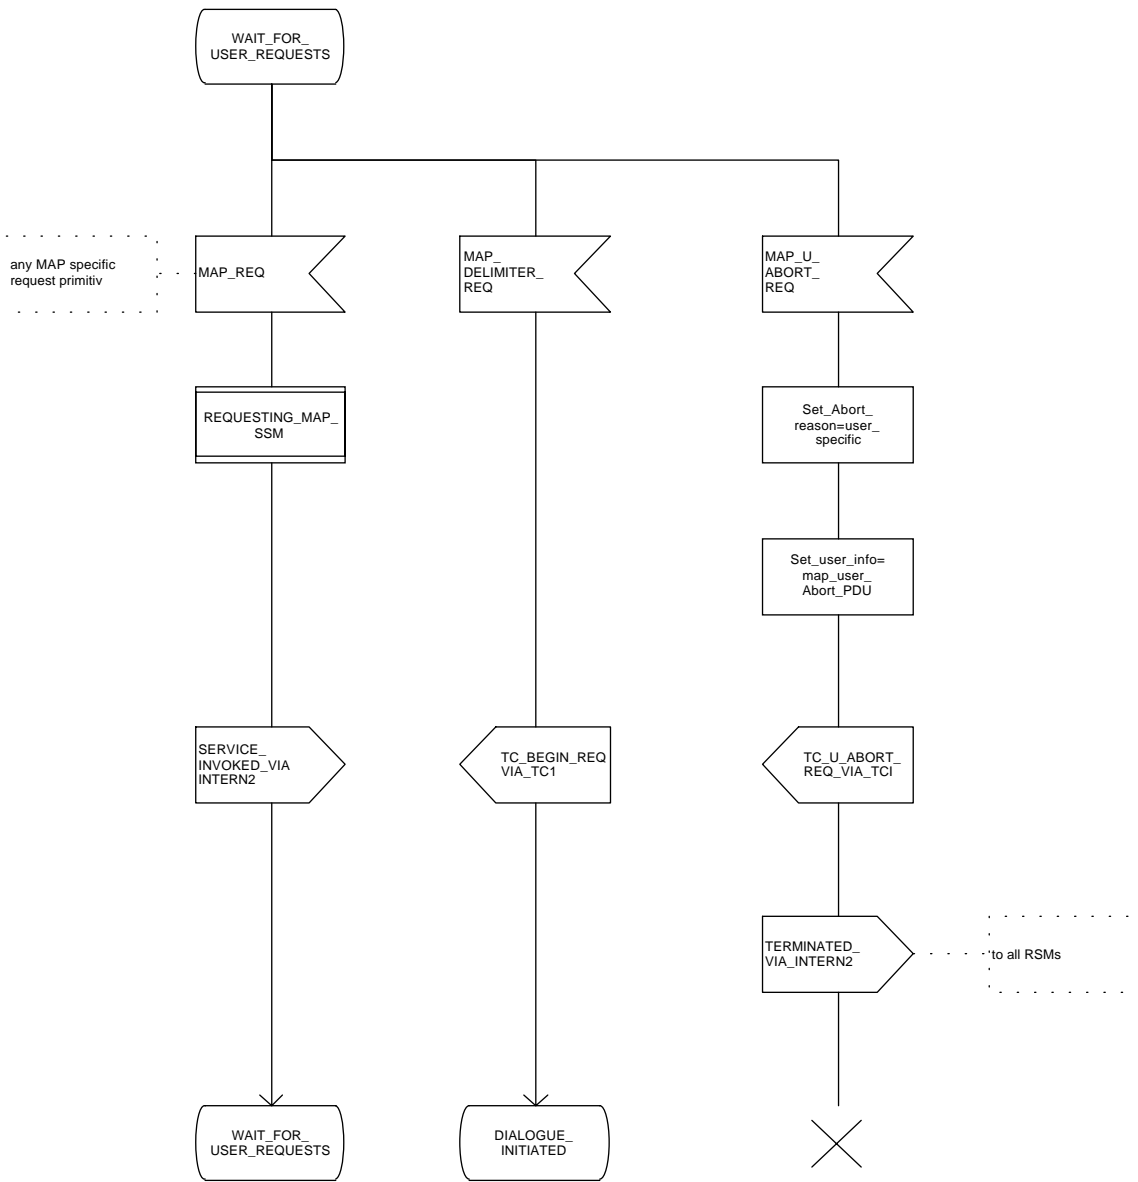 WAIT_FOR_
USER_REQUESTS
any MAP specific
request primitiv
MAP_REQ
MAP_
DELIMITER_
REQ
MAP_U_
ABORT_
REQ
REQUESTING_MAP_
SSM
Set_Abort_
reason=user_
specific
Set_user_info=
map_user_
Abort_PDU
SERVICE_
INVOKED_VIA
INTERN2
TC_BEGIN_REQ
VIA_TC1
TC_U_ABORT_
REQ_VIA_TCI
TERMINATED_
VIA_INTERN2
to all RSMs
WAIT_FOR_
USER_REQUESTS
DIALOGUE_
INITIATED